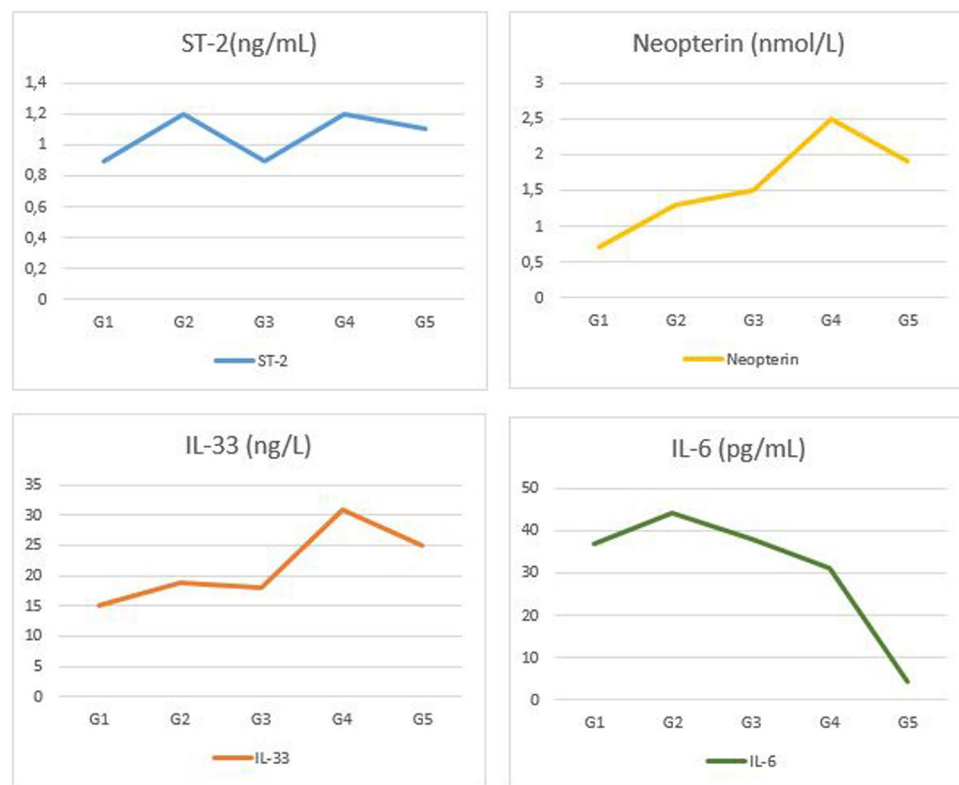 ST-2(ng/mL)
1,4
1,2
1
0,8
0,6
0,4
0,2
0
G1 G2 G3 G4 G5
ST-2
Neopterin (nmol/L)
3
2,5
2
1,5
1
0,5
0
G1 G2 G3 G4 G5
Neopterin
IL-33 (ng/L)
35
30
25
20
15
10
5
0
G1 G2 G3 G4 G5
IL-33
IL-6 (pg/mL)
50
40
30
20
10
0
G1 G2 G3 G4 G5
IL-6